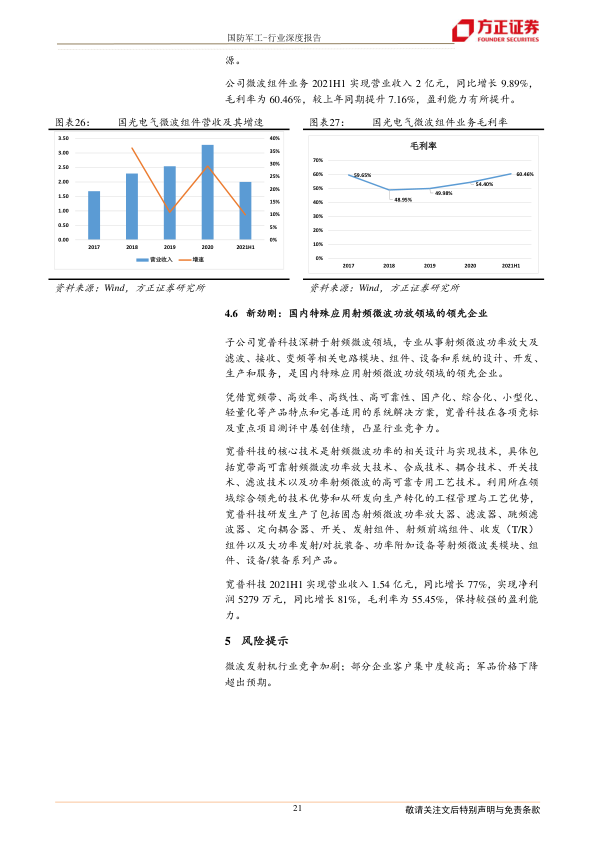 国防军工-行业深度报告
方正证券
FOUNDER SECURITIES
源。
公司微波组件业务 2021H1 实现营业收入 2 亿元，同比增长 9.89%，
毛利率为 60.46%，较上年同期提升 7.16%，盈利能力有所提升。
图表26： 国光电气微波组件营收及其增速
3.50
3.00
2.50
2.00
1.50
1.00
0.50
0.00
40%
35%
30%
25%
20%
15%
10%
5%
0%
2017 2018 2019 2020 2021H1
营业收入 增速
资料来源：Wind，方正证券研究所
图表27： 国光电气微波组件业务毛利率
毛利率
70%
60%
50%
40%
30%
20%
10%
0%
59.65%
48.95%
49.98%
54.40%
60.46%
2017 2018 2019 2020 2021H1
资料来源：Wind，方正证券研究所
4.6 新劲刚：国内特殊应用射频微波功放领域的领先企业
子公司宽普科技深耕于射频微波领域，专业从事射频微波功率放大及
滤波、接收、变频等相关电路模块、组件、设备和系统的设计、开发、
生产和服务，是国内特殊应用射频微波功放领域的领先企业。
凭借宽频带、高效率、高线性、高可靠性、国产化、综合化、小型化、
轻量化等产品特点和完善适用的系统解决方案，宽普科技在各项竞标
及重点项目测评中屡创佳绩，凸显行业竞争力。
宽普科技的核心技术是射频微波功率的相关设计与实现技术，具体包
括宽带高可靠射频微波功率放大技术、合成技术、耦合技术、开关技
术、滤波技术以及功率射频微波的高可靠专用工艺技术。利用所在领
域综合领先的技术优势和从研发向生产转化的工程管理与工艺优势，
宽普科技研发生产了包括固态射频微波功率放大器、滤波器、跳频滤
波器、定向耦合器、开关、发射组件、射频前端组件、收发（T/R）
组件以及大功率发射/对抗装备、功率附加设备等射频微波类模块、组
件、设备/装备系列产品。
宽普科技 2021H1 实现营业收入 1.54 亿元，同比增长 77%，实现净利
润 5279 万元，同比增长 81%，毛利率为 55.45%，保持较强的盈利能
力。
5 风险提示
微波发射机行业竞争加剧；部分企业客户集中度较高；军品价格下降
超出预期。
21
敬请关注文后特别声明与免责条款